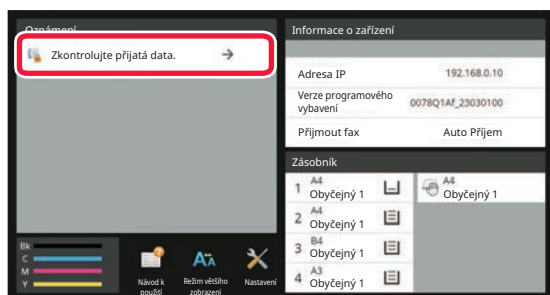 Oznámení
Zkontrolujte přijatá data.
Informace o zařízení
Adresa IP 192.168.0.10
Verze programového
vybavení 0078Q1Af_23030100
Přijmout fax Auto Příjem
Zásobník
1 A4
Obyčejný 1
A4
Obyčejný 1
2 A4
Obyčejný 1
3 B4
Obyčejný 1
4 A3
Obyčejný 1
Bk
C
M
Y
Návod k
použití
Režim většího
zobrazení
Nastavení